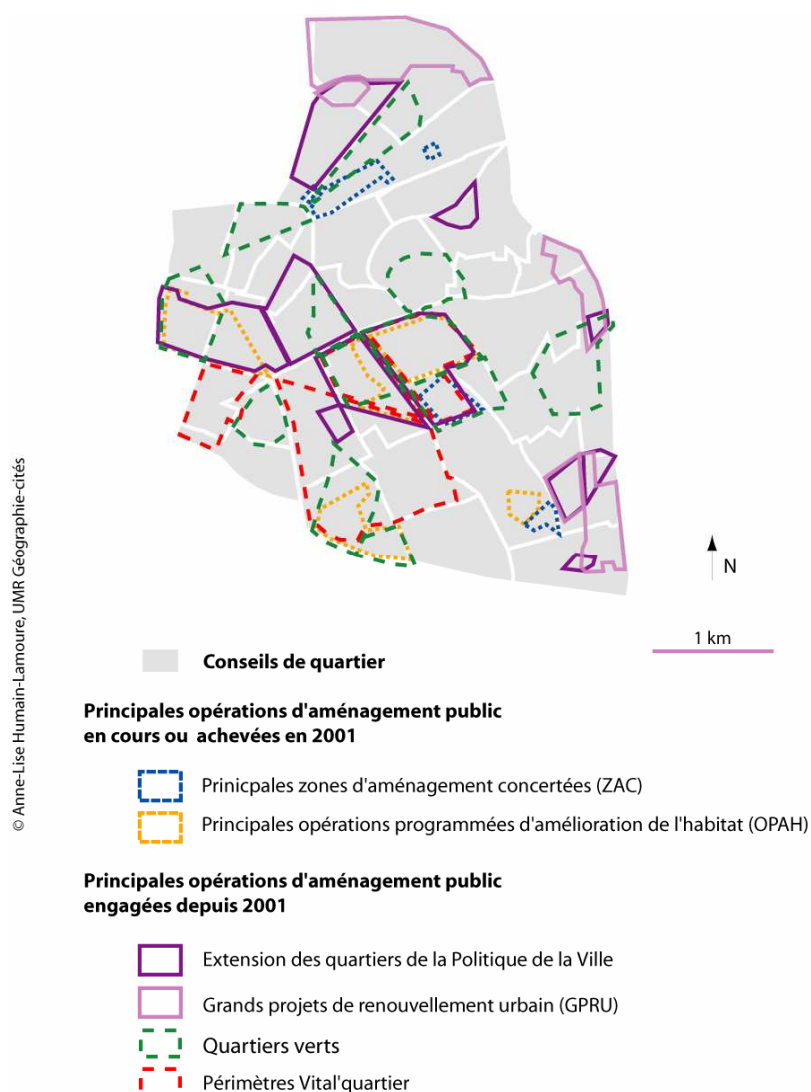 N
1 km
© Anne-Lise Humain-Lamoure, UMR Géographie-cités
Conseils de quartier
Principales opérations d'aménagement public
en cours ou achevées en 2001
Prinicpales zones d'aménagement concertées (ZAC)
Principales opérations programmées d'amélioration de l'habitat (OPAH)
Principales opérations d'aménagement public
engagées depuis 2001
Extension des quartiers de la Politique de la Ville
Grands projets de renouvellement urbain (GPRU)
Quartiers verts
Périmètres Vital'quartier